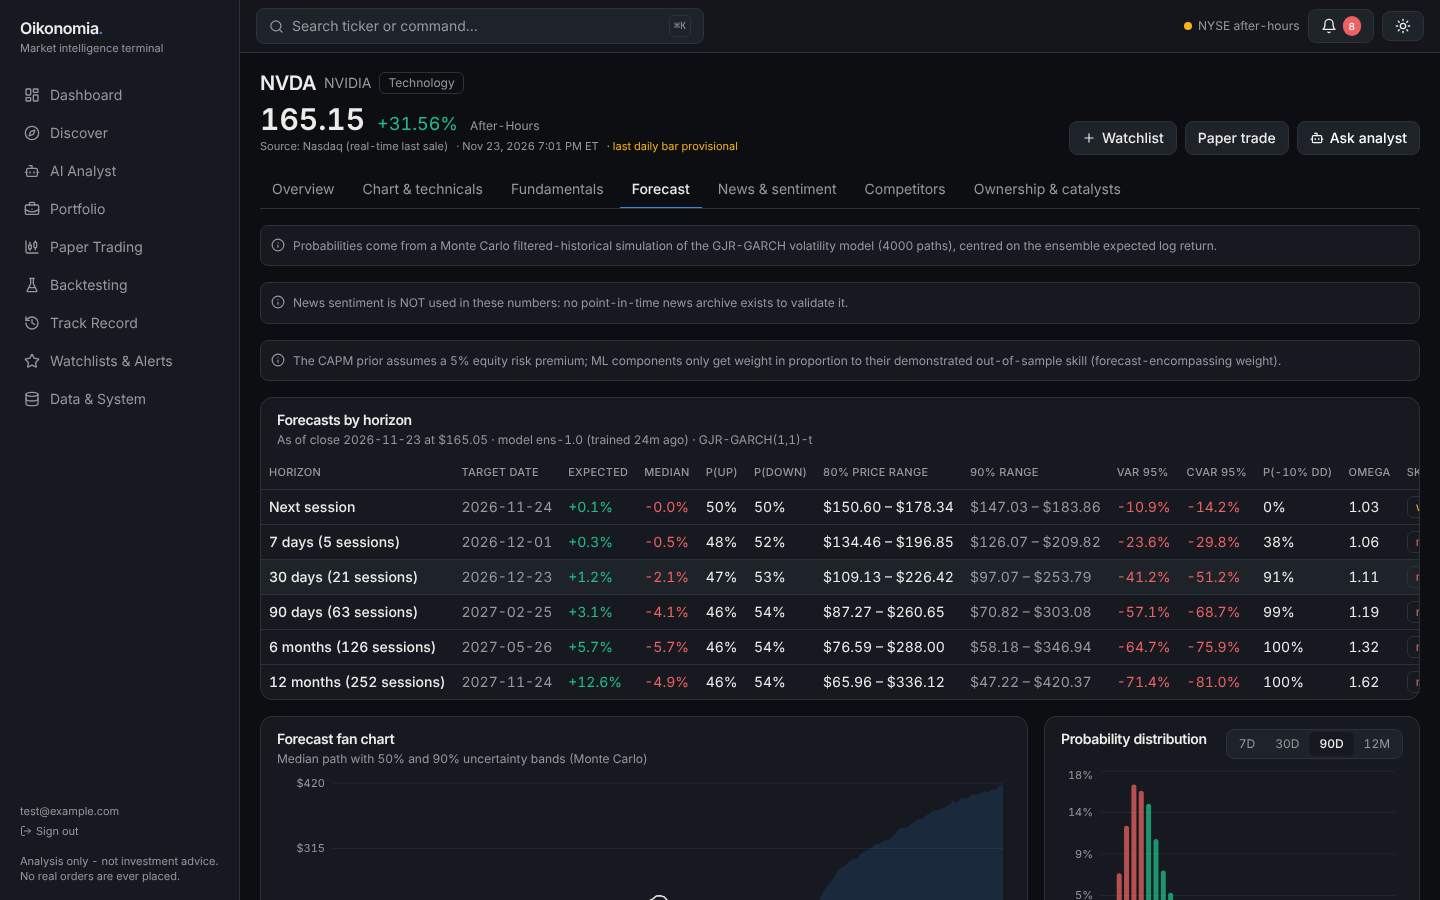 Oikonomia.
Market intelligence terminal
Dashboard
Discover
AI Analyst
Portfolio
Paper Trading
Backtesting
Track Record
Watchlists & Alerts
Data & System
test@example.com
Sign out
Analysis only - not investment advice.
No real orders are ever placed.
Search ticker or command... ⌘K
NYSE after-hours 8
NVDA NVIDIA Technology
165.15 +31.56% After-Hours
Source: Nasdaq (real-time last sale) · Nov 23, 2026 7:01 PM ET · last daily bar provisional
Watchlist Paper trade Ask analyst
Overview Chart & technicals Fundamentals Forecast News & sentiment Competitors Ownership & catalysts
Probabilities come from a Monte Carlo filtered-historical simulation of the GJR-GARCH volatility model (4000 paths), centred on the ensemble expected log return.
News sentiment is NOT used in these numbers: no point-in-time news archive exists to validate it.
The CAPM prior assumes a 5% equity risk premium; ML components only get weight in proportion to their demonstrated out-of-sample skill (forecast-encompassing weight).
Forecasts by horizon
As of close 2026-11-23 at $165.05 · model ens-1.0 (trained 24m ago) · GJR-GARCH(1,1)-t
HORIZON TARGET DATE EXPECTED MEDIAN P(UP) P(DOWN) 80% PRICE RANGE 90% RANGE VAR 95% CVAR 95% P(-10% DD) OMEGA
Next session 2026-11-24 +0.1% -0.0% 50% 50% $150.60 – $178.34 $147.03 – $183.86 -10.9% -14.2% 0% 1.03
7 days (5 sessions) 2026-12-01 +0.3% -0.5% 48% 52% $134.46 – $196.85 $126.07 – $209.82 -23.6% -29.8% 38% 1.06
30 days (21 sessions) 2026-12-23 +1.2% -2.1% 47% 53% $109.13 – $226.42 $97.07 – $253.79 -41.2% -51.2% 91% 1.11
90 days (63 sessions) 2027-02-25 +3.1% -4.1% 46% 54% $87.27 – $260.65 $70.82 – $303.08 -57.1% -68.7% 99% 1.19
6 months (126 sessions) 2027-05-26 +5.7% -5.7% 46% 54% $76.59 – $288.00 $58.18 – $346.94 -64.7% -75.9% 100% 1.32
12 months (252 sessions) 2027-11-24 +12.6% -4.9% 46% 54% $65.96 – $336.12 $47.22 – $420.37 -71.4% -81.0% 100% 1.62
Forecast fan chart
Median path with 50% and 90% uncertainty bands (Monte Carlo)
$420
$315
Probability distribution 7D 30D 90D 12M
18%
14%
9%
5%